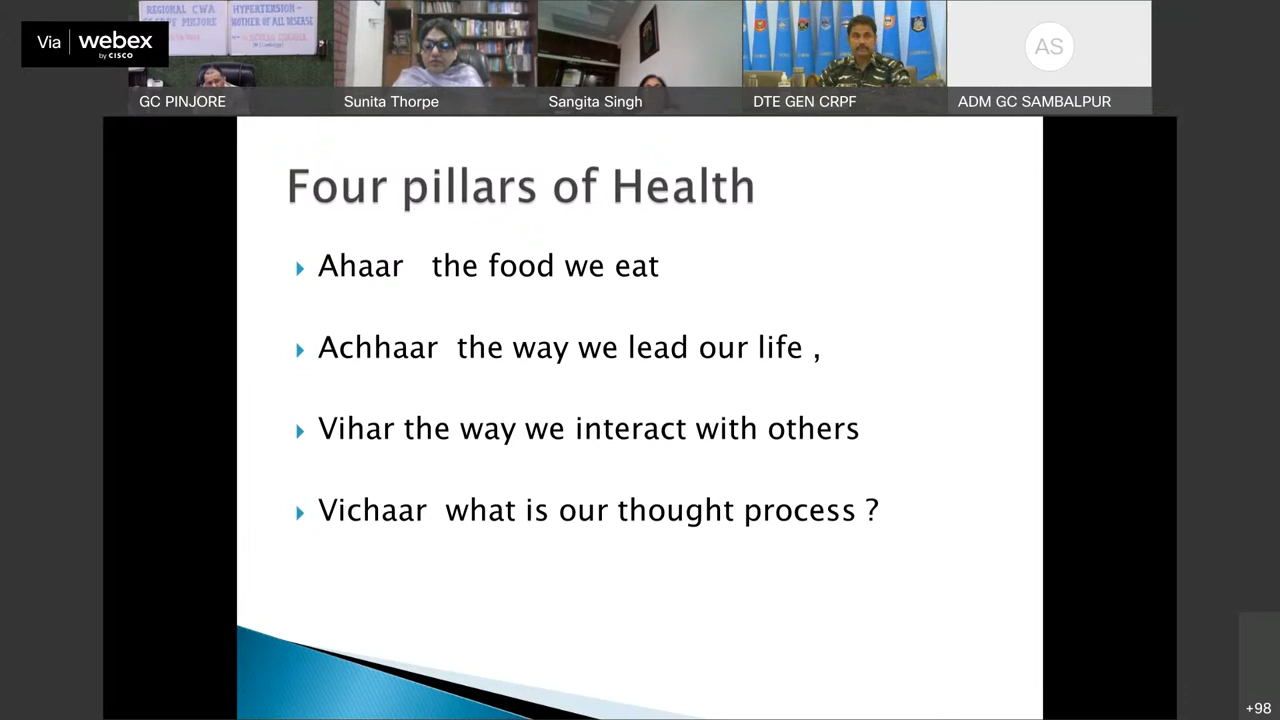 Via webex
by CISCO
REGIONAL CWA
PINJORE
HYPERTENSION-
MOTHER OF ALL DISEASE
GC PINJORE
Sunita Thorpe
Sangita Singh
DTE GEN CRPF
AS
ADM GC SAMBALPUR
Four pillars of Health
Ahaar the food we eat
Achhaar the way we lead our life ,
Vihar the way we interact with others
Vichaar what is our thought process ?
+98